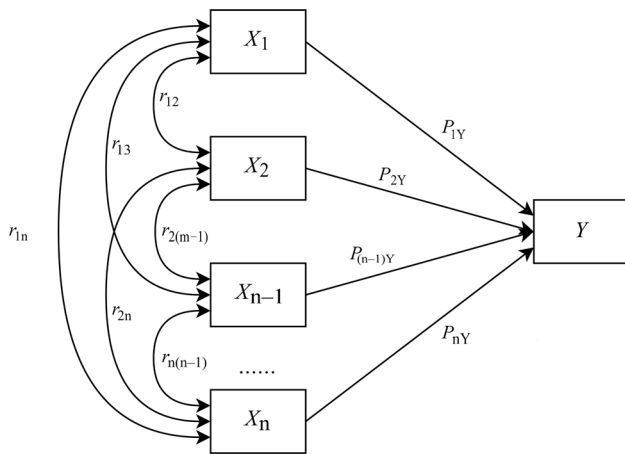 X1
r12
P1Y
r13
X2
P2Y
r1n
r2(m–1)
P(n–1)Y
Y
Xn–1
r2n
rn(n–1)
......
PnY
Xn